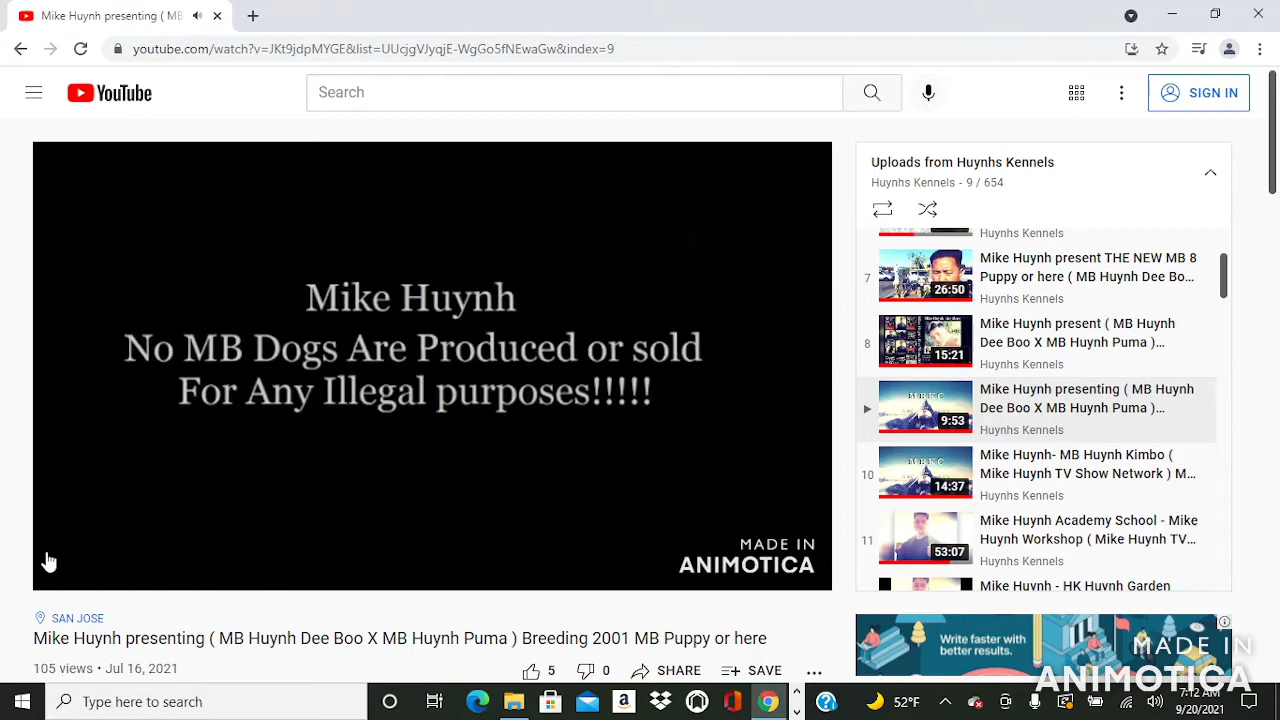 Mike Huynh presenting ( MB
youtube.com/watch?v=JKt9jdpMYGE&list=UUcjgVJyqjE-WgGo5fNEwaGw&index=9
YouTube
Search
SIGN IN
Mike Huynh
No MB Dogs Are Produced or sold
For Any Illegal purposes!!!!!
MADE IN
ANIMOTICA
SAN JOSE
Mike Huynh presenting ( MB Huynh Dee Boo X MB Huynh Puma ) Breeding 2001 MB Puppy or here
105 views • Jul 16, 2021
5
0
SHARE
SAVE
Uploads from Huynhs Kennels
Huynhs Kennels - 9 / 654
Huynhs Kennels
7
26:50
Mike Huynh present THE NEW MB 8
Puppy or here ( MB Huynh Dee Bo...
Huynhs Kennels
8
15:21
Mike Huynh present ( MB Huynh
Dee Boo X MB Huynh Puma )...
Huynhs Kennels
MBKC
9:53
Mike Huynh presenting ( MB Huynh
Dee Boo X MB Huynh Puma )...
Huynhs Kennels
10
MBKC
14:37
Mike Huynh- MB Huynh Kimbo (
Mike Huynh TV Show Network ) M...
Huynhs Kennels
11
53:07
Mike Huynh Academy School - Mike
Huynh Workshop ( Mike Huynh TV...
Huynhs Kennels
Mike Huynh - HK Huynh Garden
Write faster with
better results.
MADE IN
ANIMOTICA
Type here to search
52°F
7:12 AM
9/20/2021